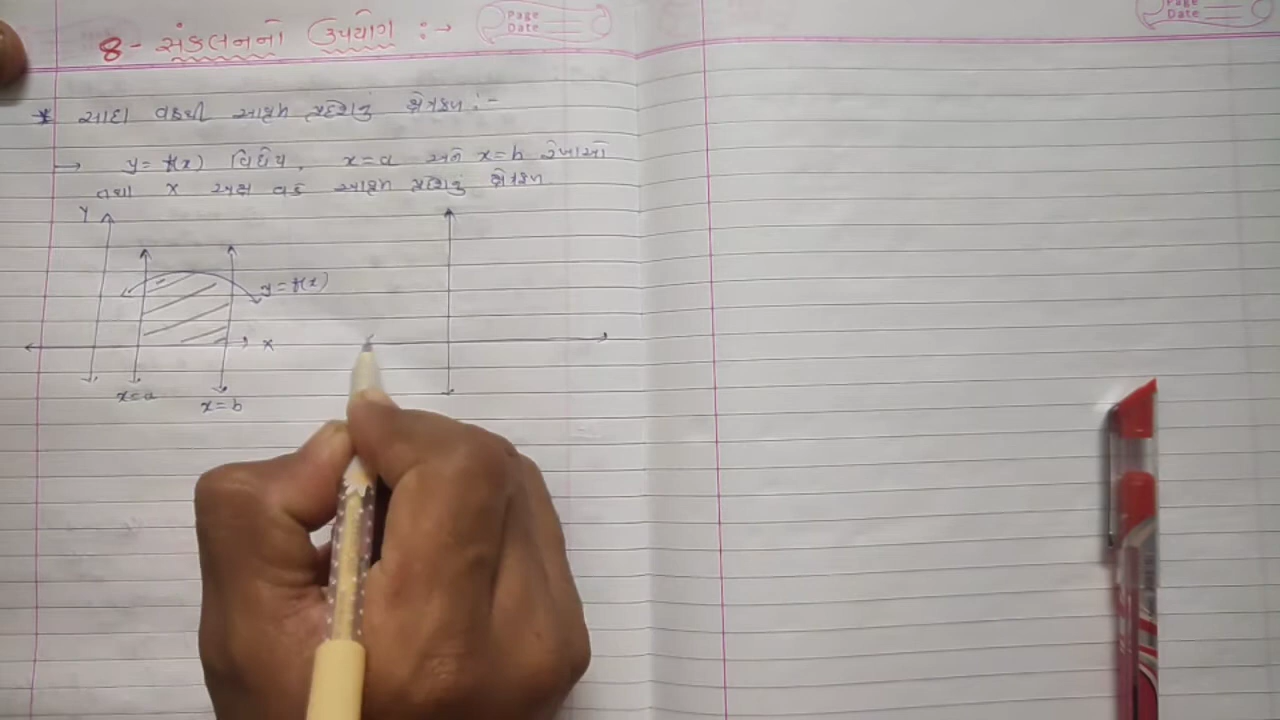 Page
Date
Page
Date
8 - સંકલનનો ઉપયોગ :→
* સાદા વક્રથી આવૃત્ત પ્રદેશનું ક્ષેત્રફળ :-
→ y = f(x) વિધેય, x = a અને x = b રેખાઓ
તથા x અક્ષ વડે આવૃત્ત પ્રદેશનું ક્ષેત્રફળ
Y
y = f(x)
X
x = a
x = b